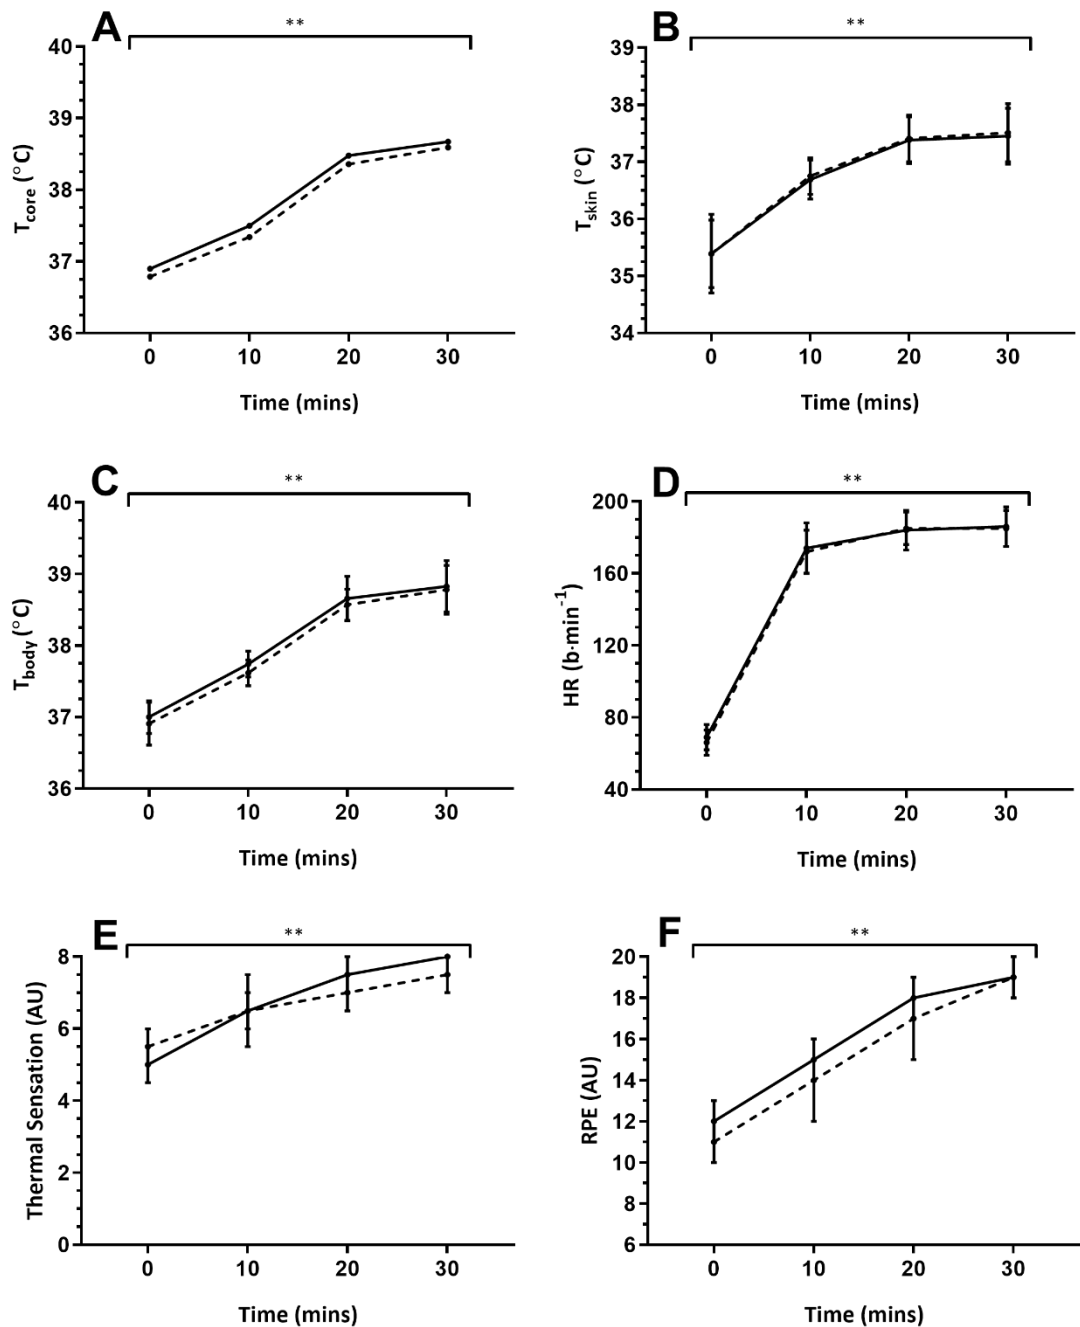 A
**
40
39
38
37
36
T_core (°C)
0 10 20 30
Time (mins)
B
**
39
38
37
36
35
34
T_skin (°C)
0 10 20 30
Time (mins)
C
**
40
39
38
37
36
T_body (°C)
0 10 20 30
Time (mins)
D
**
200
160
120
80
40
HR (b·min⁻¹)
0 10 20 30
Time (mins)
E
**
8
6
4
2
0
Thermal Sensation (AU)
0 10 20 30
Time (mins)
F
**
20
18
16
14
12
10
8
6
RPE (AU)
0 10 20 30
Time (mins)